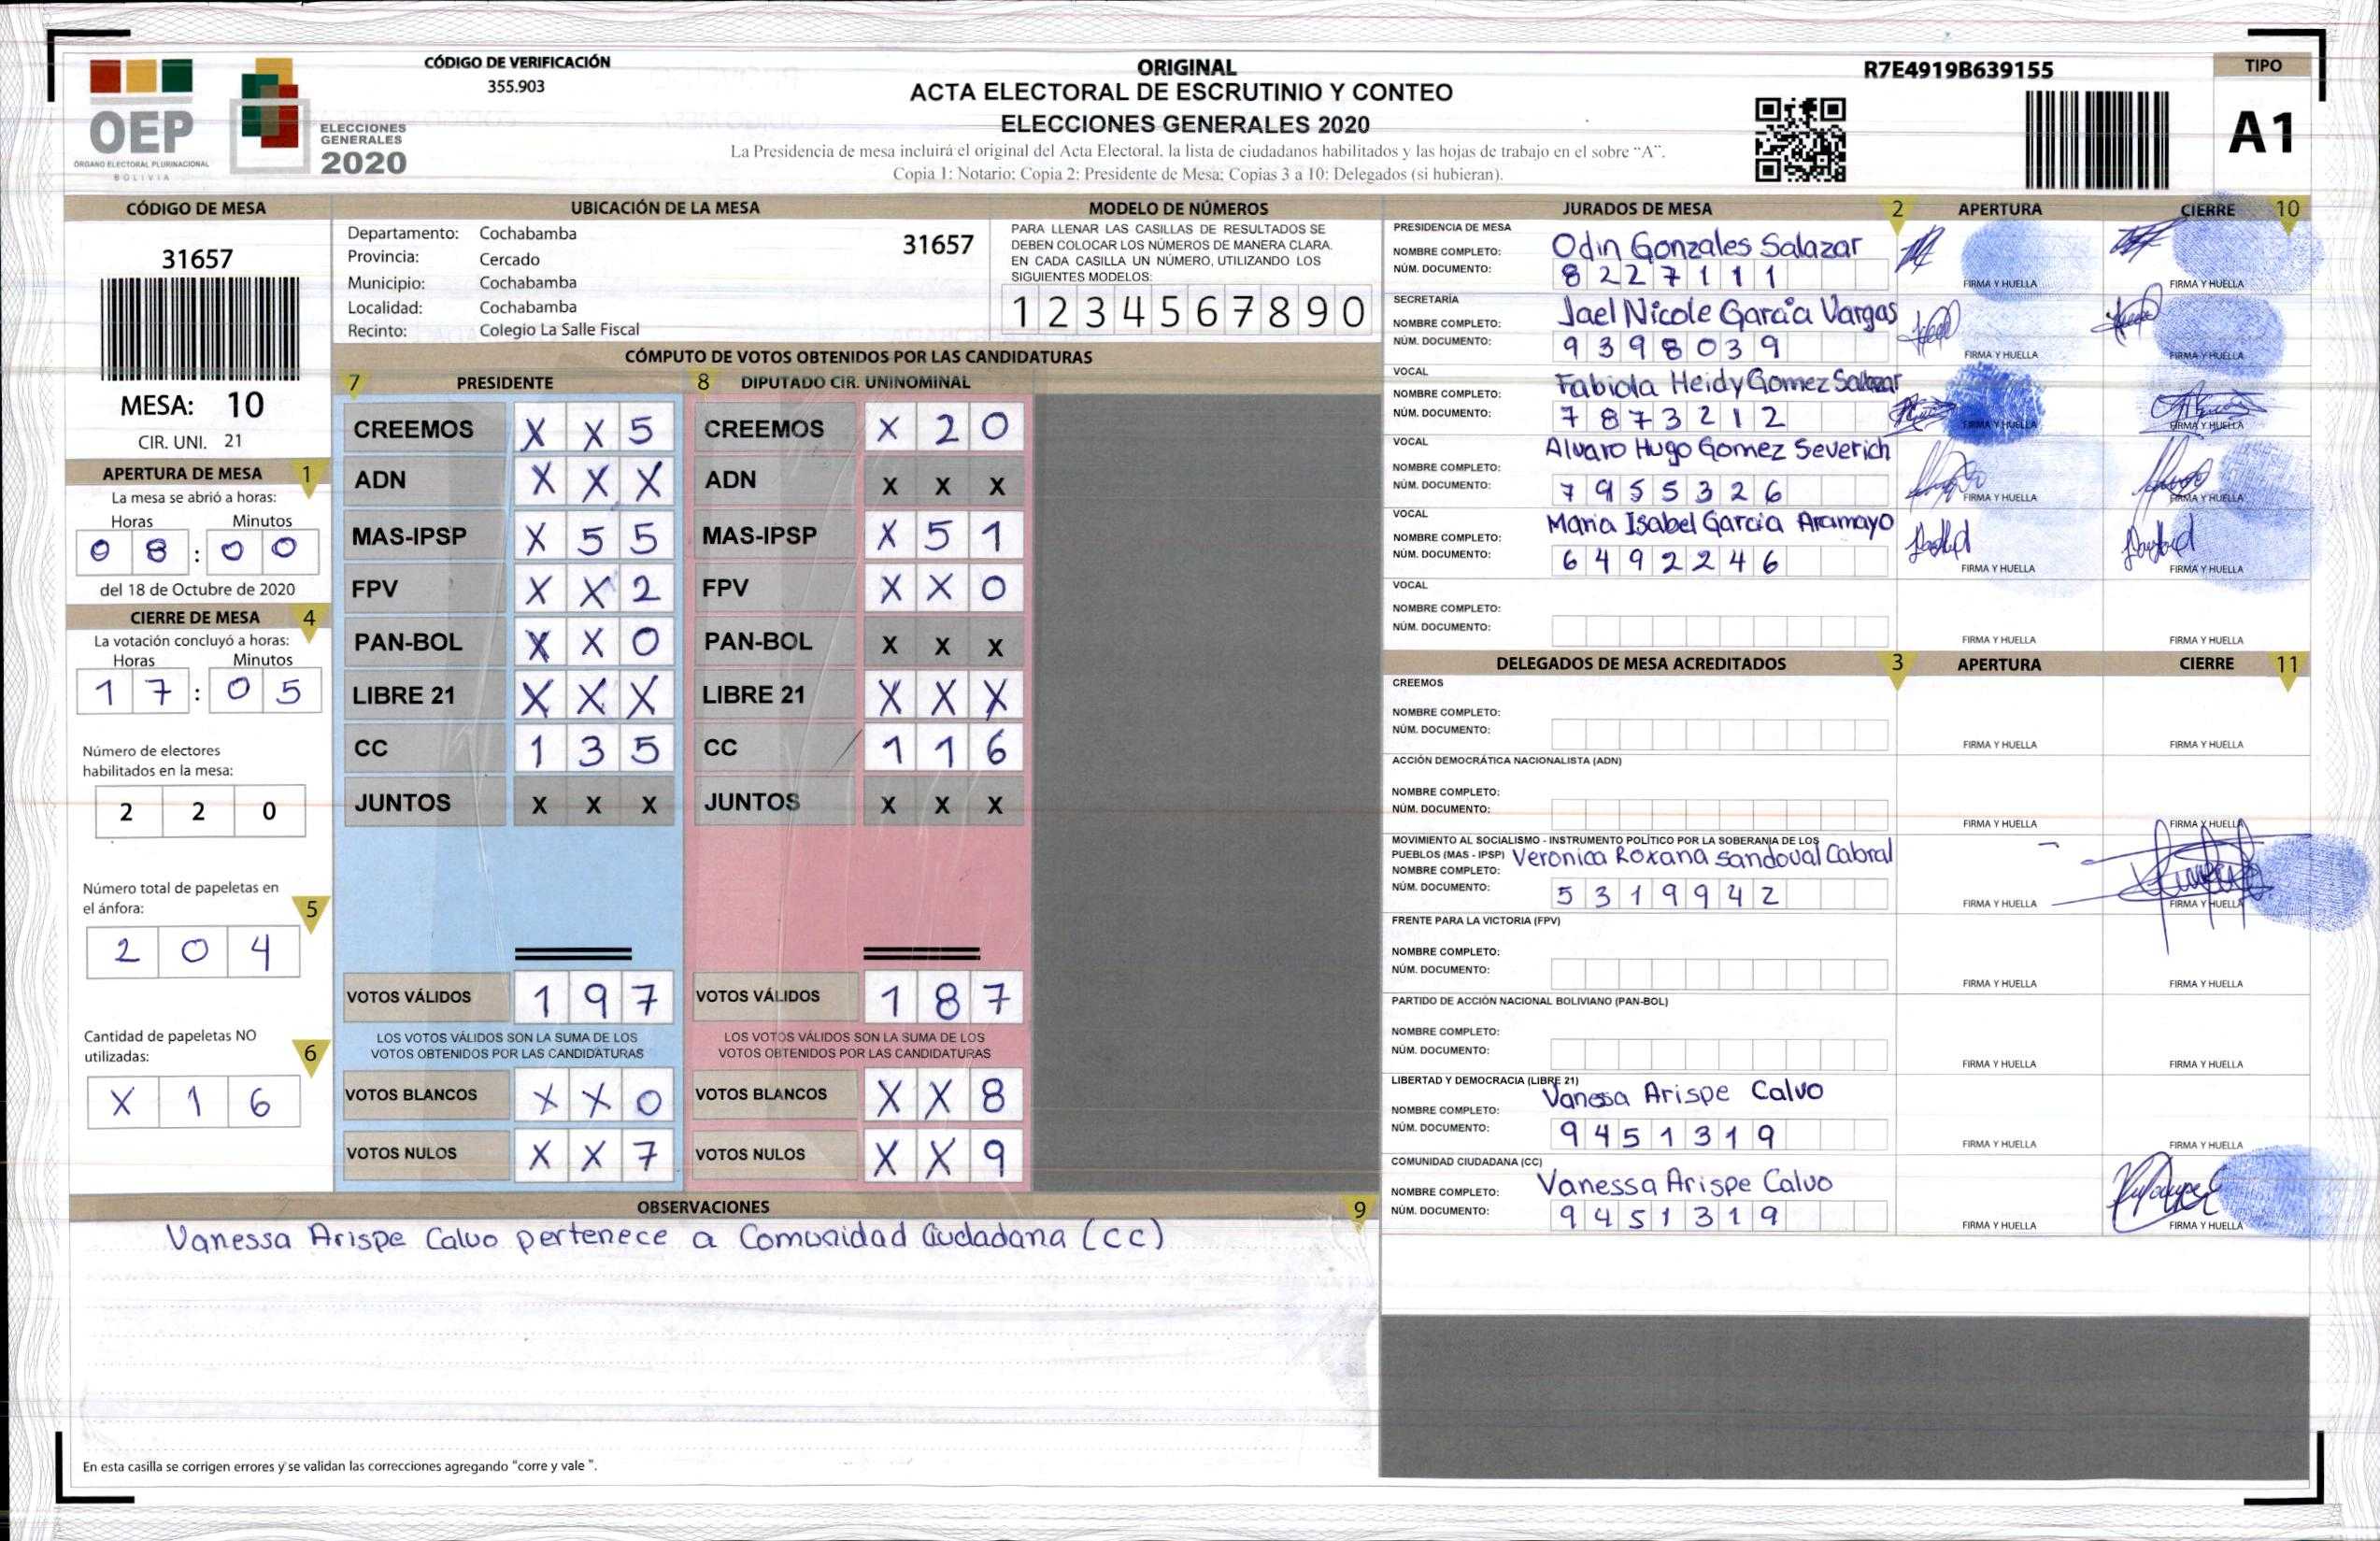 CÓDIGO DE VERIFICACIÓN
355.903
OEP
ÓRGANO ELECTORAL PLURINACIONAL
BOLIVIA
ELECCIONES
GENERALES
2020
ORIGINAL
ACTA ELECTORAL DE ESCRUTINIO Y CONTEO
ELECCIONES GENERALES 2020
La Presidencia de mesa incluirá el original del Acta Electoral, la lista de ciudadanos habilitados y las hojas de trabajo en el sobre “A”.
Copia 1: Notario; Copia 2: Presidente de Mesa; Copias 3 a 10: Delegados (si hubieran).
R7E4919B639155
TIPO
A1
CÓDIGO DE MESA
31657
MESA: 10
CIR. UNI. 21
APERTURA DE MESA 1
La mesa se abrió a horas:
Horas Minutos
0 8 : 0 0
del 18 de Octubre de 2020
CIERRE DE MESA 4
La votación concluyó a horas:
Horas Minutos
1 7 : 0 5
Número de electores
habilitados en la mesa:
2 2 0
Número total de papeletas en
el ánfora: 5
2 0 4
Cantidad de papeletas NO
utilizadas: 6
X 1 6
UBICACIÓN DE LA MESA
Departamento: Cochabamba
31657
Provincia: Cercado
Municipio: Cochabamba
Localidad: Cochabamba
Recinto: Colegio La Salle Fiscal
MODELO DE NÚMEROS
PARA LLENAR LAS CASILLAS DE RESULTADOS SE
DEBEN COLOCAR LOS NÚMEROS DE MANERA CLARA.
EN CADA CASILLA UN NÚMERO, UTILIZANDO LOS
SIGUIENTES MODELOS:
1 2 3 4 5 6 7 8 9 0
CÓMPUTO DE VOTOS OBTENIDOS POR LAS CANDIDATURAS
7 PRESIDENTE
CREEMOS X X 5
ADN X X X
MAS-IPSP X 5 5
FPV X X 2
PAN-BOL X X 0
LIBRE 21 X X X
CC 1 3 5
JUNTOS X X X
VOTOS VÁLIDOS 1 9 7
LOS VOTOS VÁLIDOS SON LA SUMA DE LOS
VOTOS OBTENIDOS POR LAS CANDIDATURAS
VOTOS BLANCOS X X 0
VOTOS NULOS X X 7
8 DIPUTADO CIR. UNINOMINAL
CREEMOS X 2 0
ADN X X X
MAS-IPSP X 5 1
FPV X X 0
PAN-BOL X X X
LIBRE 21 X X X
CC 1 1 6
JUNTOS X X X
VOTOS VÁLIDOS 1 8 7
LOS VOTOS VÁLIDOS SON LA SUMA DE LOS
VOTOS OBTENIDOS POR LAS CANDIDATURAS
VOTOS BLANCOS X X 8
VOTOS NULOS X X 9
OBSERVACIONES 9
Vanessa Arispe Calvo pertenece a Comunidad Ciudadana (CC)
En esta casilla se corrigen errores y se validan las correcciones agregando "corre y vale ".
JURADOS DE MESA 2 APERTURA CIERRE 10
PRESIDENCIA DE MESA
NOMBRE COMPLETO: Odin Gonzales Salazar
NÚM. DOCUMENTO: 8 2 2 7 1 1 1
FIRMA Y HUELLA FIRMA Y HUELLA
SECRETARÍA
NOMBRE COMPLETO: Jael Nicole Garcia Vargas
NÚM. DOCUMENTO: 9 3 9 8 0 3 9
FIRMA Y HUELLA FIRMA Y HUELLA
VOCAL
NOMBRE COMPLETO: Fabiola Heidy Gomez Salazar
NÚM. DOCUMENTO: 7 8 7 3 2 1 2
FIRMA Y HUELLA FIRMA Y HUELLA
VOCAL
NOMBRE COMPLETO: Alvaro Hugo Gomez Severich
NÚM. DOCUMENTO: 7 9 5 5 3 2 6
FIRMA Y HUELLA FIRMA Y HUELLA
VOCAL
NOMBRE COMPLETO: Maria Isabel Garcia Aramayo
NÚM. DOCUMENTO: 6 4 9 2 2 4 6
FIRMA Y HUELLA FIRMA Y HUELLA
VOCAL
NOMBRE COMPLETO:
NÚM. DOCUMENTO:
FIRMA Y HUELLA FIRMA Y HUELLA
DELEGADOS DE MESA ACREDITADOS 3 APERTURA CIERRE 11
CREEMOS
NOMBRE COMPLETO:
NÚM. DOCUMENTO:
FIRMA Y HUELLA FIRMA Y HUELLA
ACCIÓN DEMOCRÁTICA NACIONALISTA (ADN)
NOMBRE COMPLETO:
NÚM. DOCUMENTO:
FIRMA Y HUELLA FIRMA Y HUELLA
MOVIMIENTO AL SOCIALISMO - INSTRUMENTO POLÍTICO POR LA SOBERANIA DE LOS
PUEBLOS (MAS - IPSP) Veronica Roxana Sandoval Cabral
NOMBRE COMPLETO:
NÚM. DOCUMENTO: 5 3 1 9 9 4 2
FIRMA Y HUELLA FIRMA Y HUELLA
FRENTE PARA LA VICTORIA (FPV)
NOMBRE COMPLETO:
NÚM. DOCUMENTO:
FIRMA Y HUELLA FIRMA Y HUELLA
PARTIDO DE ACCIÓN NACIONAL BOLIVIANO (PAN-BOL)
NOMBRE COMPLETO:
NÚM. DOCUMENTO:
FIRMA Y HUELLA FIRMA Y HUELLA
LIBERTAD Y DEMOCRACIA (LIBRE 21)
NOMBRE COMPLETO: Vanessa Arispe Calvo
NÚM. DOCUMENTO: 9 4 5 1 3 1 9
FIRMA Y HUELLA FIRMA Y HUELLA
COMUNIDAD CIUDADANA (CC)
NOMBRE COMPLETO: Vanessa Arispe Calvo
NÚM. DOCUMENTO: 9 4 5 1 3 1 9
FIRMA Y HUELLA FIRMA Y HUELLA